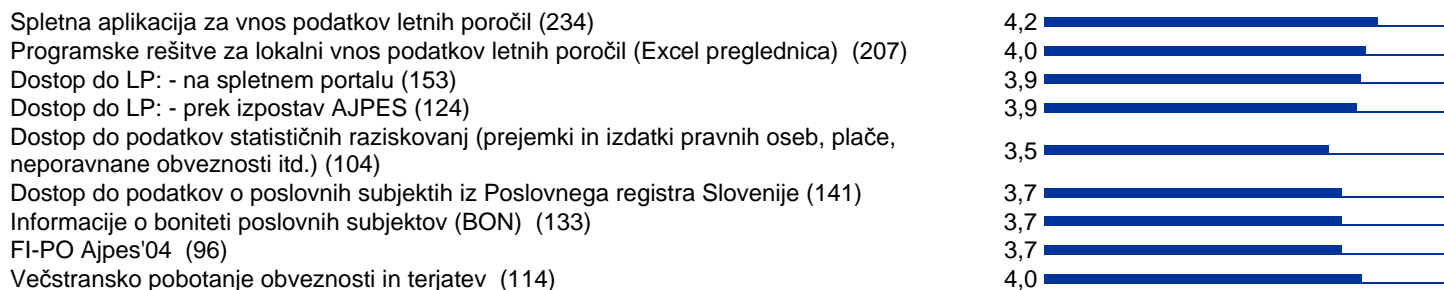 Spletna aplikacija za vnos podatkov letnih poročil (234) 4,2
Programske rešitve za lokalni vnos podatkov letnih poročil (Excel preglednica) (207) 4,0
Dostop do LP: - na spletnem portalu (153) 3,9
Dostop do LP: - prek izpostav AJPES (124) 3,9
Dostop do podatkov statističnih raziskovanj (prejemki in izdatki pravnih oseb, plače,
neporavnane obveznosti itd.) (104) 3,5
Dostop do podatkov o poslovnih subjektih iz Poslovnega registra Slovenije (141) 3,7
Informacije o boniteti poslovnih subjektov (BON) (133) 3,7
FI-PO Ajpes'04 (96) 3,7
Večstransko pobotanje obveznosti in terjatev (114) 4,0